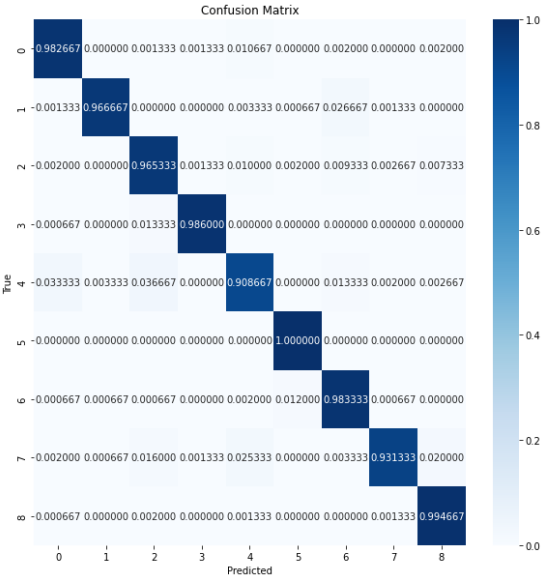 Confusion Matrix
0 0.982667 0.000000 0.001333 0.001333 0.010667 0.000000 0.002000 0.000000 0.002000
1 0.001333 0.966667 0.000000 0.000000 0.003333 0.000667 0.026667 0.001333 0.000000
2 0.002000 0.000000 0.965333 0.001333 0.010000 0.002000 0.009333 0.002667 0.007333
3 0.000667 0.000000 0.013333 0.986000 0.000000 0.000000 0.000000 0.000000 0.000000
4 0.033333 0.003333 0.036667 0.000000 0.908667 0.000000 0.013333 0.002000 0.002667
5 0.000000 0.000000 0.000000 0.000000 0.000000 1.000000 0.000000 0.000000 0.000000
6 0.000667 0.000667 0.000667 0.000000 0.002000 0.012000 0.983333 0.000667 0.000000
7 0.002000 0.000667 0.016000 0.001333 0.025333 0.000000 0.003333 0.931333 0.020000
8 0.000667 0.000000 0.002000 0.000000 0.001333 0.000000 0.000000 0.001333 0.994667
0 1 2 3 4 5 6 7 8
Predicted
True
1.0
0.8
0.6
0.4
0.2
0.0